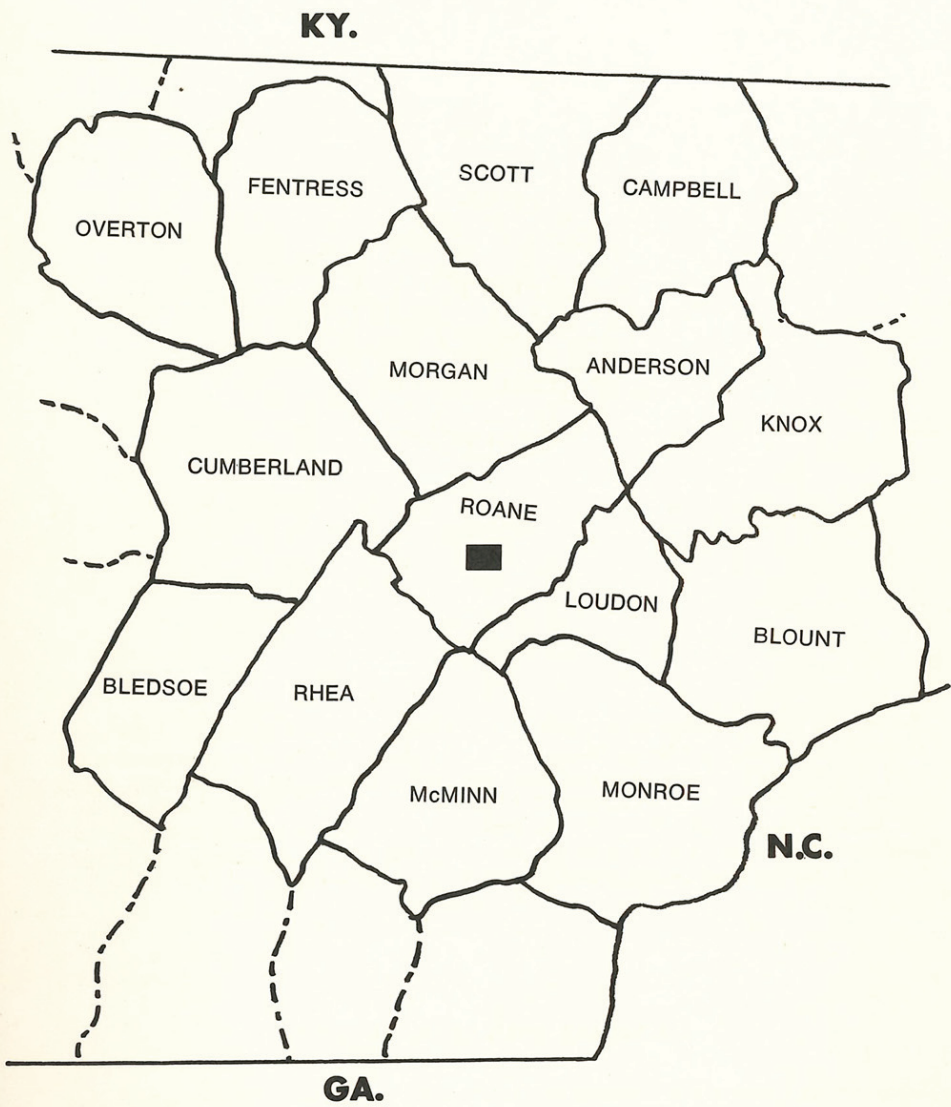 KY.
SCOTT
FENTRESS
CAMPBELL
OVERTON
MORGAN
ANDERSON
KNOX
CUMBERLAND
ROANE
LOUDON
BLOUNT
BLEDSOE
RHEA
McMINN
MONROE
N.C.
GA.